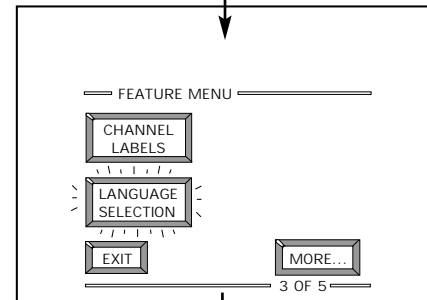 FEATURE MENU
CHANNEL
LABELS
LANGUAGE
SELECTION
EXIT
MORE...
3 OF 5